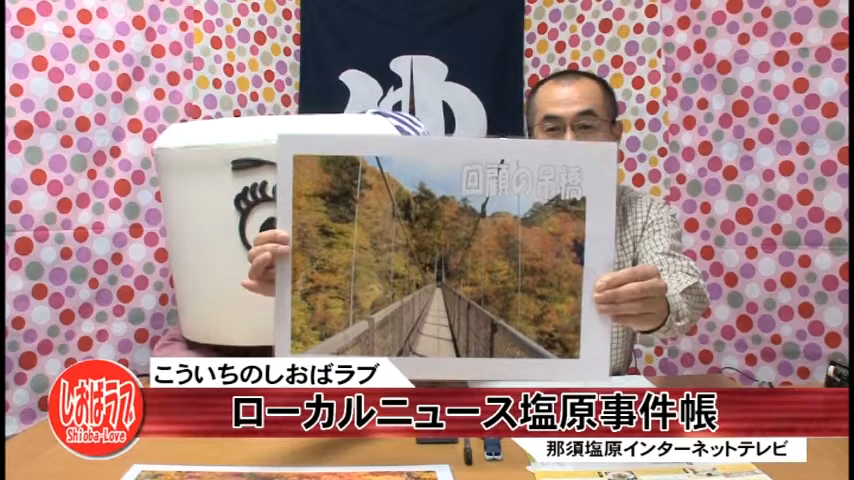 回顧の吊橋
こういちのしおばラブ
しおばラブ
Shioba-Love
ローカルニュース塩原事件帳
那須塩原インターネットテレビ